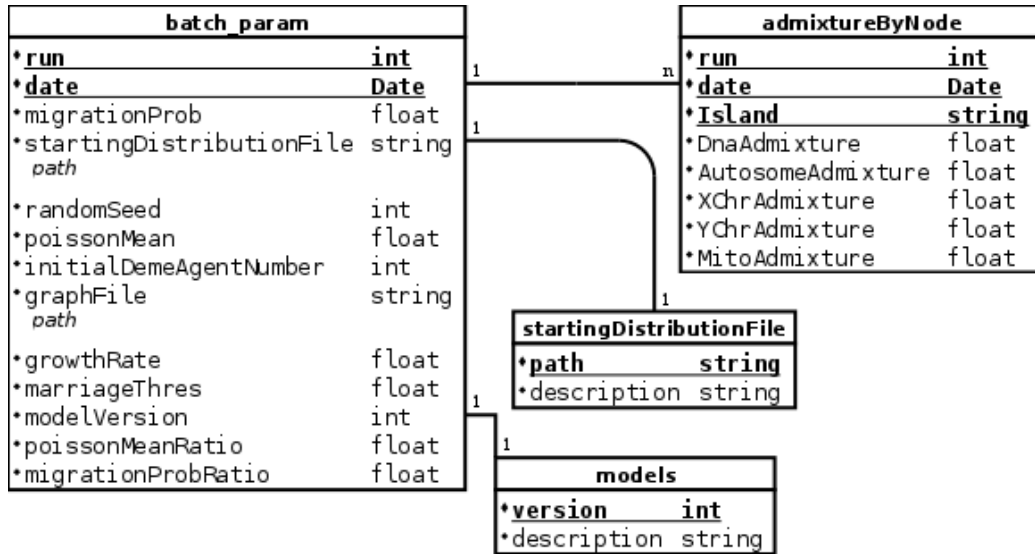 batch_param
run int
date Date
migrationProb float
startingDistributionFile string
path
randomSeed int
poissonMean float
initialDemeAgentNumber int
graphFile string
path
growthRate float
marriageThres float
modelVersion int
poissonMeanRatio float
migrationProbRatio float
1 n
1
1
1
1
admixtureByNode
run int
date Date
Island string
DnaAdmixture float
AutosomeAdmixture float
XChrAdmixture float
YChrAdmixture float
MitoAdmixture float
startingDistributionFile
path string
description string
models
version int
description string